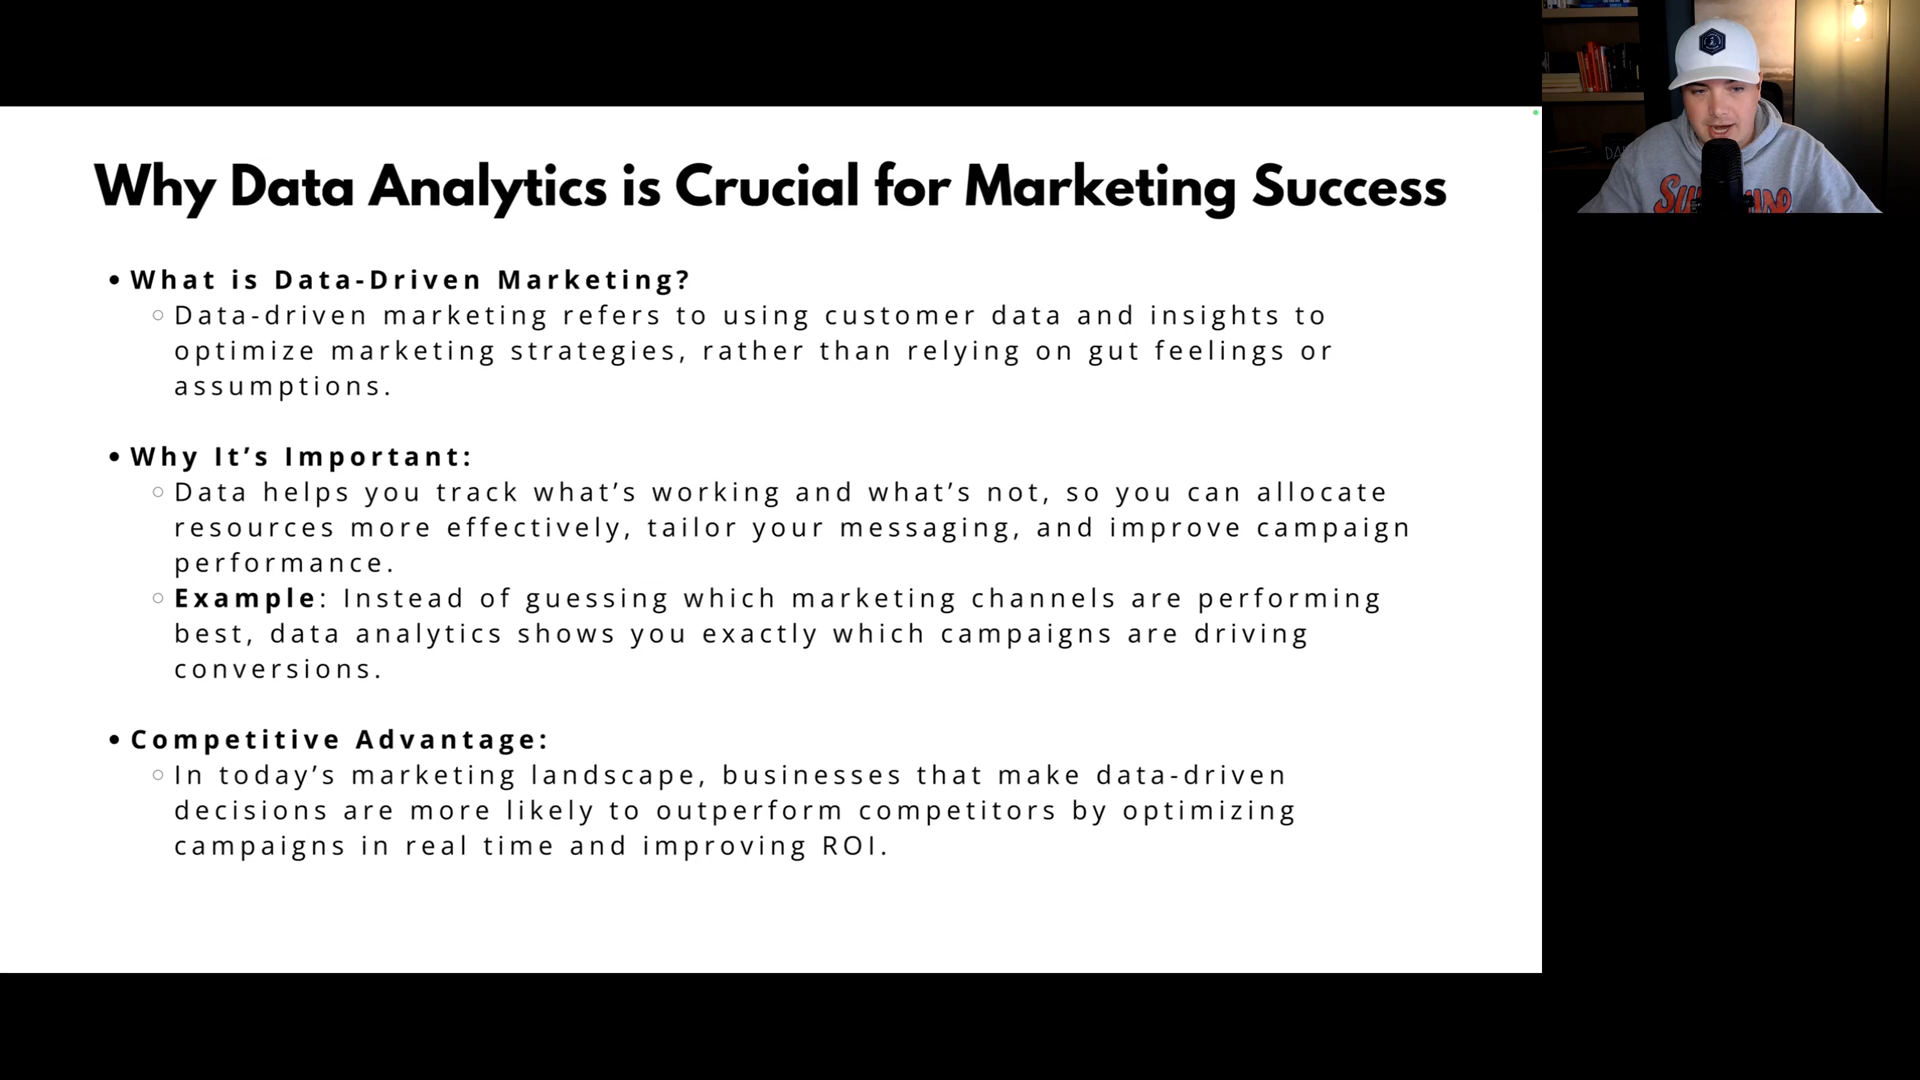 Why Data Analytics is Crucial for Marketing Success
• What is Data-Driven Marketing?
○ Data-driven marketing refers to using customer data and insights to
optimize marketing strategies, rather than relying on gut feelings or
assumptions.
• Why It’s Important:
○ Data helps you track what’s working and what’s not, so you can allocate
resources more effectively, tailor your messaging, and improve campaign
performance.
○ Example: Instead of guessing which marketing channels are performing
best, data analytics shows you exactly which campaigns are driving
conversions.
• Competitive Advantage:
○ In today’s marketing landscape, businesses that make data-driven
decisions are more likely to outperform competitors by optimizing
campaigns in real time and improving ROI.